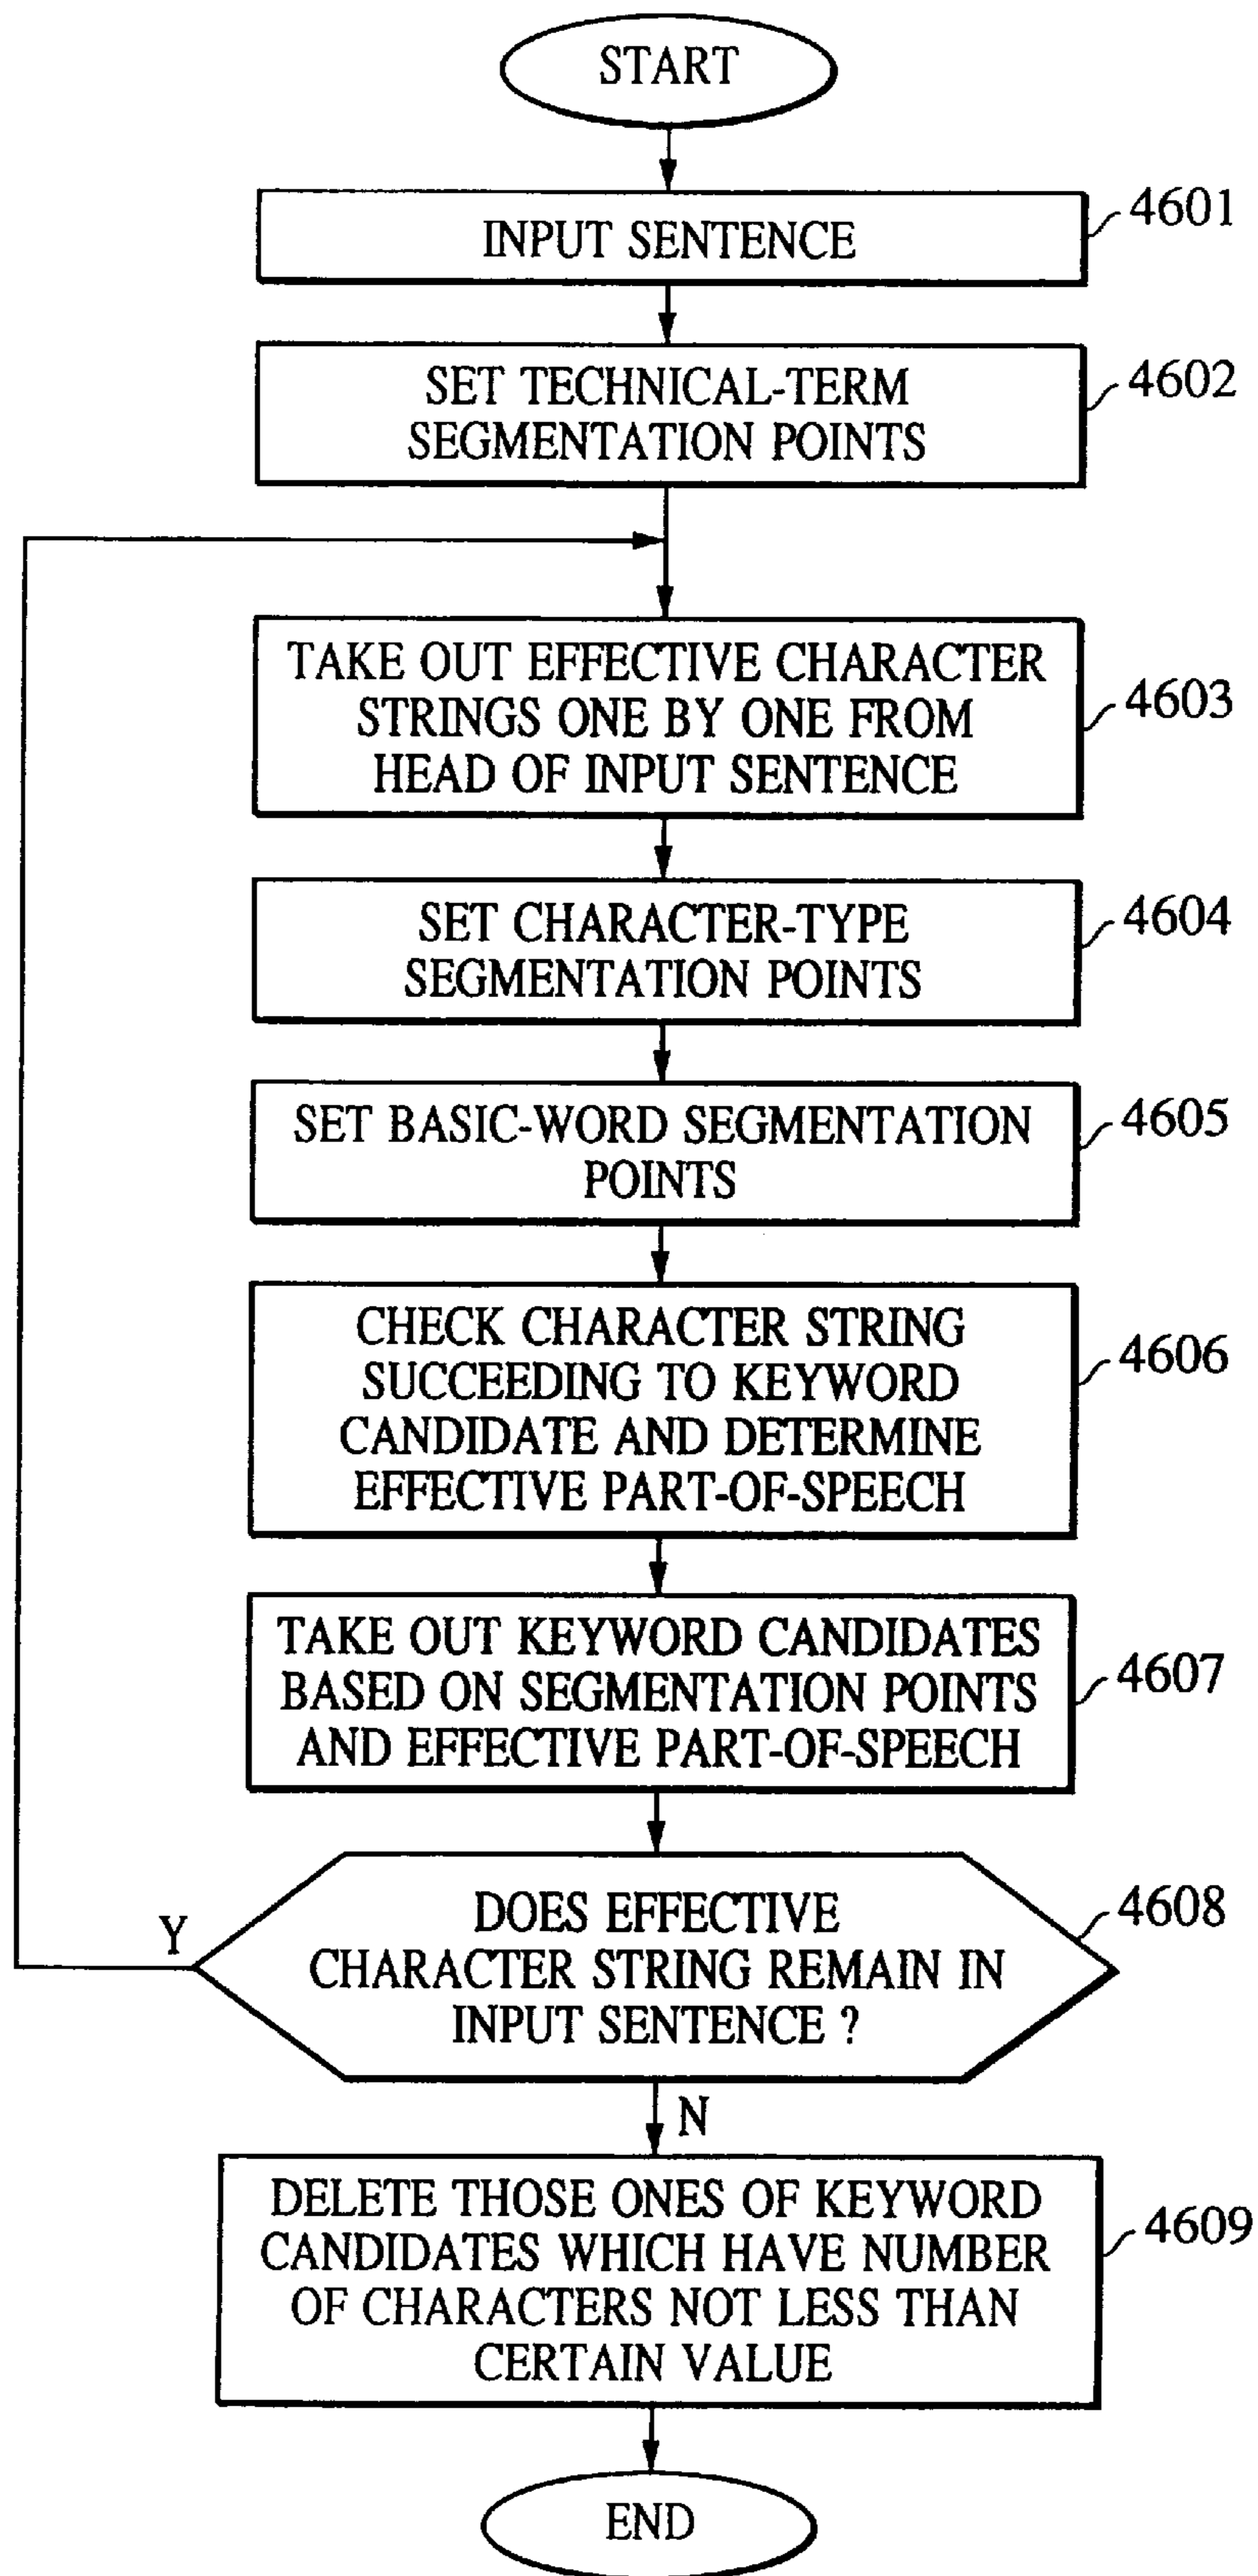 START
INPUT SENTENCE
4601
SET TECHNICAL-TERM
SEGMENTATION POINTS
4602
TAKE OUT EFFECTIVE CHARACTER
STRINGS ONE BY ONE FROM
HEAD OF INPUT SENTENCE
4603
SET CHARACTER-TYPE
SEGMENTATION POINTS
4604
SET BASIC-WORD SEGMENTATION
POINTS
4605
CHECK CHARACTER STRING
SUCCEEDING TO KEYWORD
CANDIDATE AND DETERMINE
EFFECTIVE PART-OF-SPEECH
4606
TAKE OUT KEYWORD CANDIDATES
BASED ON SEGMENTATION POINTS
AND EFFECTIVE PART-OF-SPEECH
4607
DOES EFFECTIVE
CHARACTER STRING REMAIN IN
INPUT SENTENCE ?
4608
Y
N
DELETE THOSE ONES OF KEYWORD
CANDIDATES WHICH HAVE NUMBER
OF CHARACTERS NOT LESS THAN
CERTAIN VALUE
4609
END